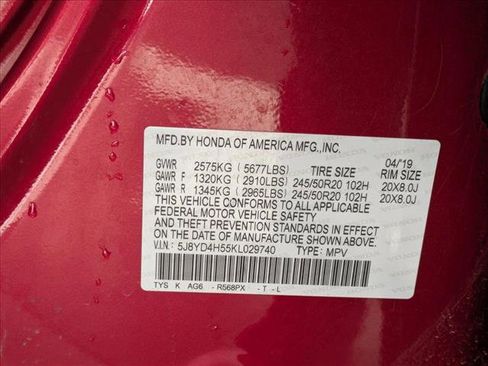 MFD.BY HONDA OF AMERICA MFG.,INC.
GVWR 2575KG ( 5677LBS) TIRE SIZE 04/'19 RIM SIZE
GAWR F 1320KG ( 2910LBS) 245/50R20 102H 20X8.0J
GAWR R 1345KG ( 2965LBS) 245/50R20 102H 20X8.0J
THIS VEHICLE CONFORMS TO ALL APPLICABLE
FEDERAL MOTOR VEHICLE SAFETY
AND THEFT PREVENTION STANDARDS IN EFFECT
ON THE DATE OF MANUFACTURE SHOWN ABOVE.
V.I.N.: 5J8YD4H55KL029740 TYPE: MPV
TYS K AG6 - R568PX - T - L